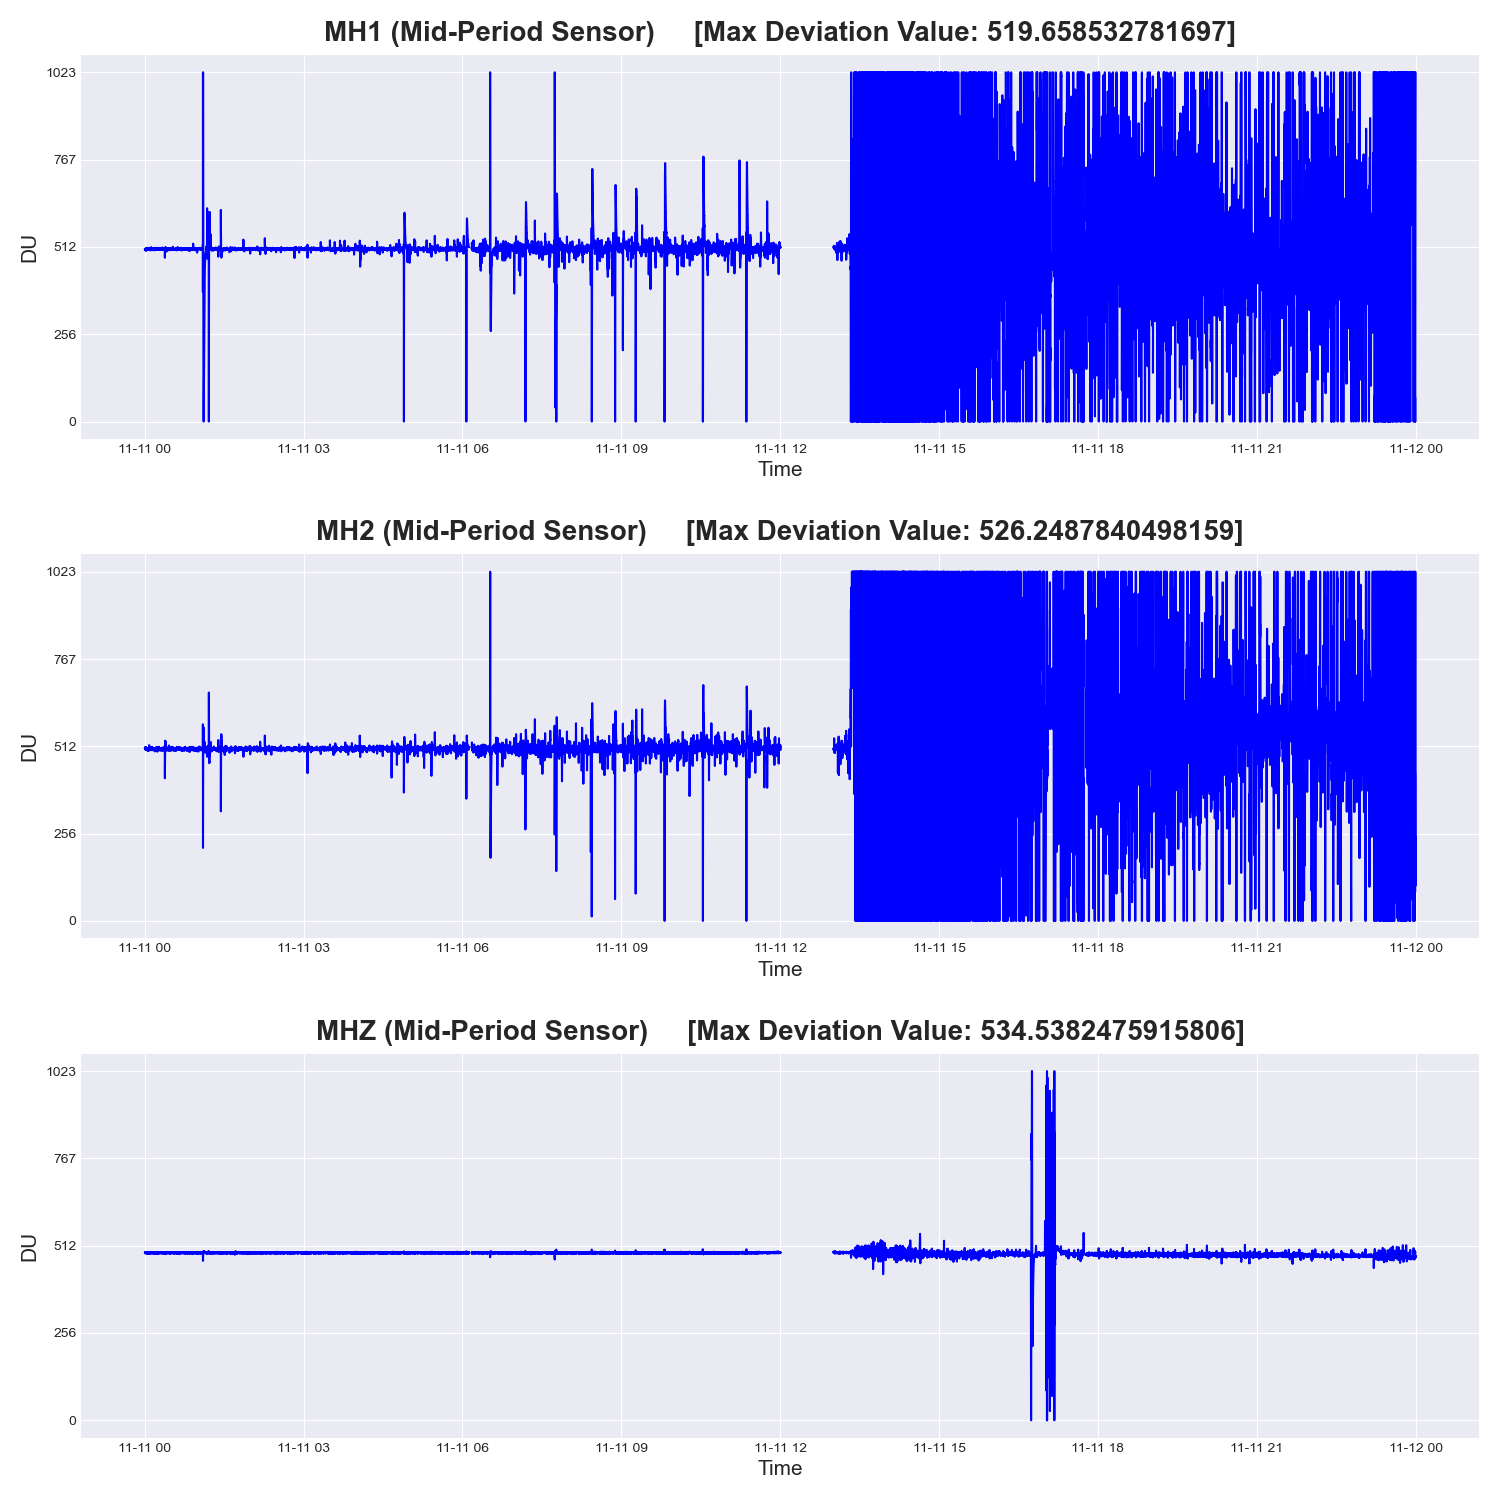 MH1 (Mid-Period Sensor) [Max Deviation Value: 519.658532781697]
1023
767
512
256
0
DU
11-11 00 11-11 03 11-11 06 11-11 09 11-11 12 11-11 15 11-11 18 11-11 21 11-12 00
Time
MH2 (Mid-Period Sensor) [Max Deviation Value: 526.2487840498159]
1023
767
512
256
0
DU
11-11 00 11-11 03 11-11 06 11-11 09 11-11 12 11-11 15 11-11 18 11-11 21 11-12 00
Time
MHZ (Mid-Period Sensor) [Max Deviation Value: 534.5382475915806]
1023
767
512
256
0
DU
11-11 00 11-11 03 11-11 06 11-11 09 11-11 12 11-11 15 11-11 18 11-11 21 11-12 00
Time